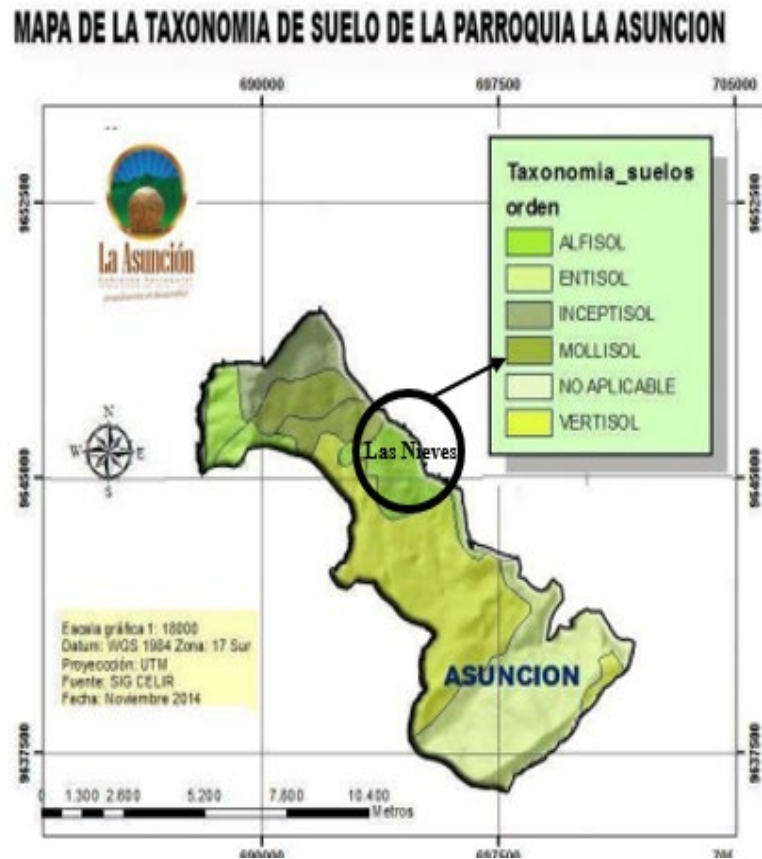 MAPA DE LA TAXONOMIA DE SUELO DE LA PARROQUIA LA ASUNCION
690000 697500 705000
9652500 9652500
La Asunción
Taxonomia_suelos
orden
ALFISOL
ENTISOL
INCEPTISOL
MOLLISOL
NO APLICABLE
VERTISOL
N
W E
S
Las Nieves
9645000 9645000
Escala gráfica 1: 18000
Datum: WGS 1984 Zona: 17 Sur
Proyección: UTM
Fuente: SIG CELIR
Fecha: Noviembre 2014
ASUNCION
9637500 9637500
0 1.300 2.600 5.200 7.800 10.400
Metros
690000 697500